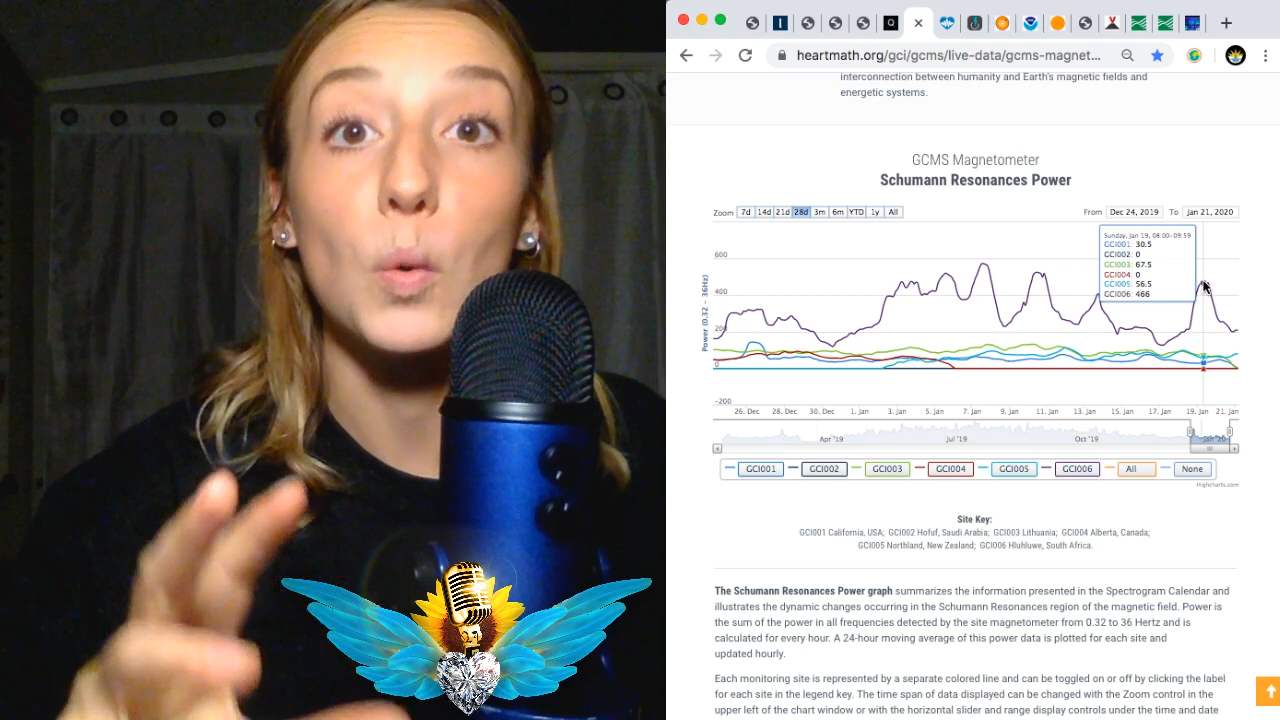 heartmath.org/gci/gcms/live-data/gcms-magnet...
interconnection between humanity and Earth's magnetic fields and
energetic systems.
GCMS Magnetometer
Schumann Resonances Power
Zoom 7d 14d 21d 28d 3m 6m YTD 1y All From Dec 24, 2019 To Jan 21, 2020
Sunday, Jan 19, 08:00-09:59
GCI001: 30.5
GCI002: 0
GCI003: 67.5
GCI004: 0
GCI005: 56.5
GCI006: 466
600
400
200
0
-200
Power (0.32 - 36Hz)
26. Dec 28. Dec 30. Dec 1. Jan 3. Jan 5. Jan 7. Jan 9. Jan 11. Jan 13. Jan 15. Jan 17. Jan 19. Jan 21. Jan
Apr '19 Jul '19 Oct '19 Jan '20
GCI001 GCI002 GCI003 GCI004 GCI005 GCI006 All None
Highcharts.com
Site Key:
GCI001 California, USA; GCI002 Hofuf, Saudi Arabia; GCI003 Lithuania; GCI004 Alberta, Canada;
GCI005 Northland, New Zealand; GCI006 Hluhluwe, South Africa.
The Schumann Resonances Power graph summarizes the information presented in the Spectrogram Calendar and
illustrates the dynamic changes occurring in the Schumann Resonances region of the magnetic field. Power is
the sum of the power in all frequencies detected by the site magnetometer from 0.32 to 36 Hertz and is
calculated for every hour. A 24-hour moving average of this power data is plotted for each site and
updated hourly.
Each monitoring site is represented by a separate colored line and can be toggled on or off by clicking the label
for each site in the legend key. The time span of data displayed can be changed with the Zoom control in the
upper left of the chart window or with the horizontal slider and range display controls under the time and date